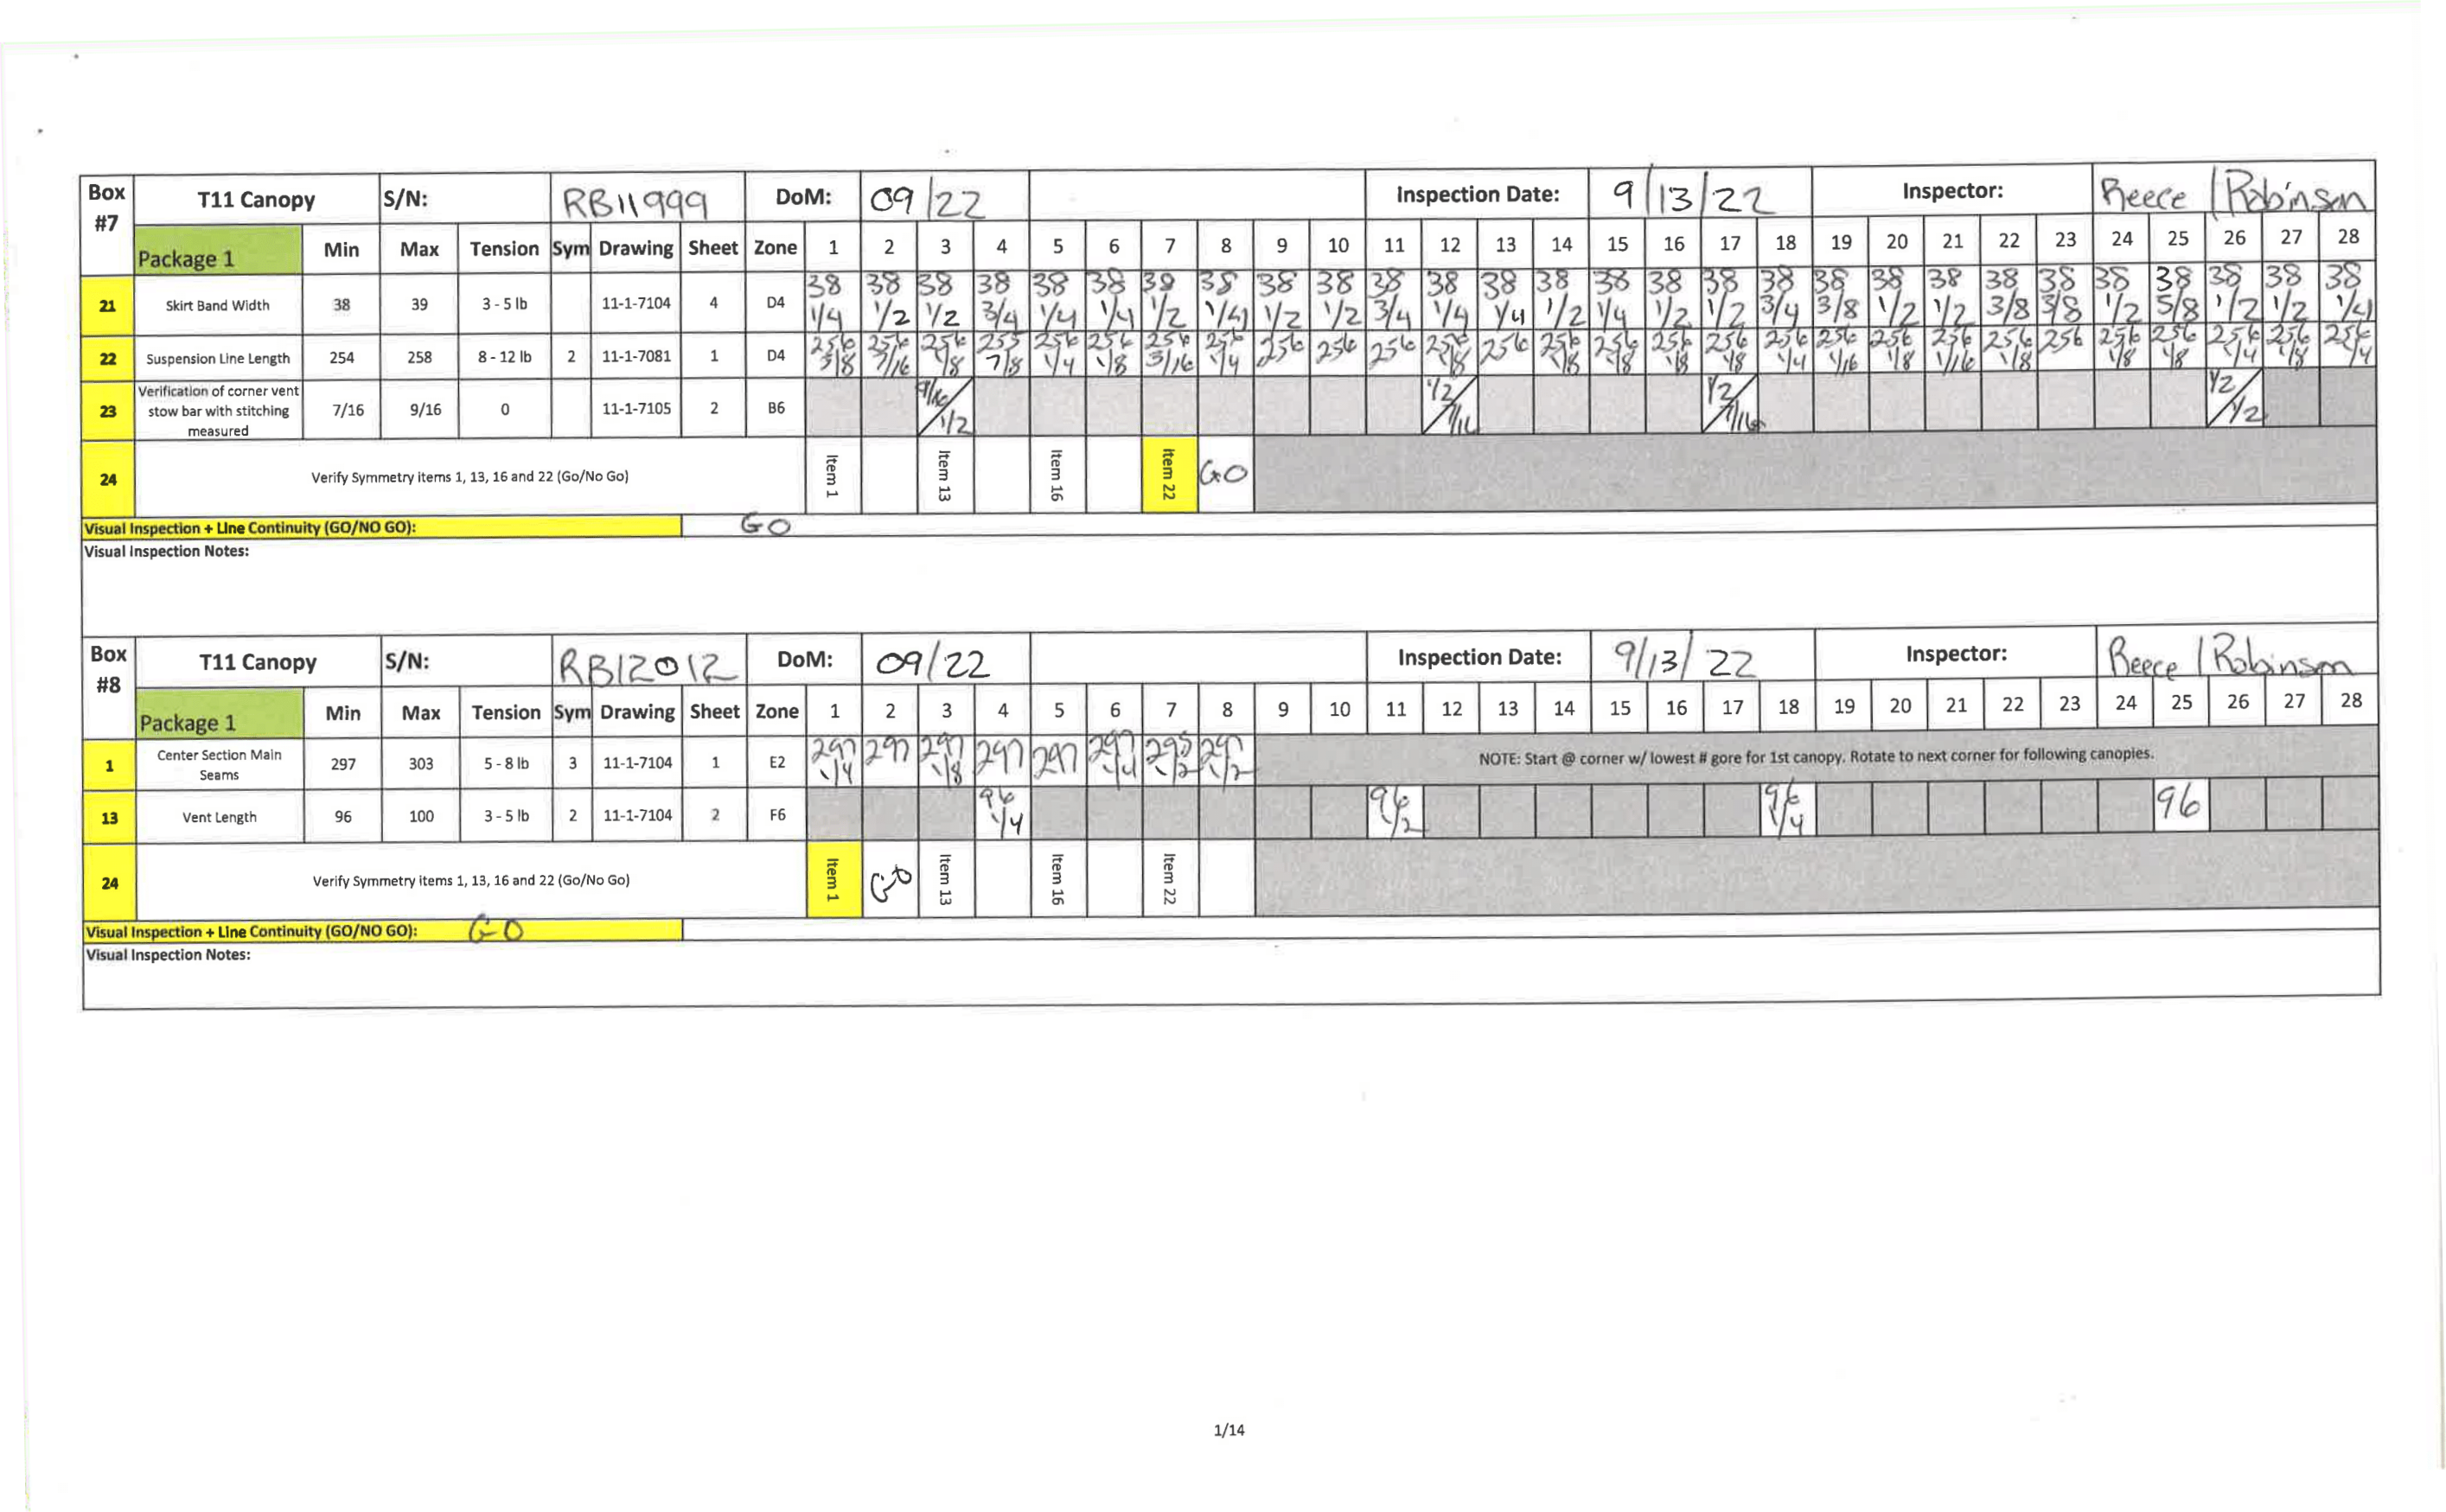 Box #7 T11 Canopy S/N: RB11999 DoM: 09/22 Inspection Date: 9/13/22 Inspector: Reece / Robinson
Package 1 Min Max Tension Sym Drawing Sheet Zone 1 2 3 4 5 6 7 8 9 10 11 12 13 14 15 16 17 18 19 20 21 22 23 24 25 26 27 28
21 Skirt Band Width 38 39 3 - 5 lb 11-1-7104 4 D4 38 1/4 38 1/2 38 1/2 38 3/4 38 1/4 38 1/4 38 1/2 38 1/4 38 1/2 38 1/2 38 3/4 38 1/4 38 1/4 38 1/2 38 1/4 38 1/2 38 1/2 38 3/4 38 3/8 38 1/2 38 1/2 38 3/8 38 3/8 38 1/2 38 5/8 38 1/2 38 1/2 38 1/4
22 Suspension Line Length 254 258 8 - 12 lb 2 11-1-7081 1 D4 256 3/8 256 256 1/8 255 7/8 256 1/4 256 1/8 256 3/16 256 1/4 256 256 256 256 1/8 256 256 1/8 256 1/8 256 1/8 256 1/8 256 1/4 256 1/16 256 1/8 256 1/16 256 1/8 256 256 1/8 256 1/8 256 1/4 256 1/8 256 1/4
23 Verification of corner vent stow bar with stitching measured 7/16 9/16 0 11-1-7105 2 B6 9/16 / 1/2 1/2 / 7/16 1/2 / 7/16 1/2 / 1/2
24 Verify Symmetry items 1, 13, 16 and 22 (Go/No Go) Item 1 Item 13 Item 16 Item 22 GO
Visual Inspection + Line Continuity (GO/NO GO): GO
Visual Inspection Notes:
Box #8 T11 Canopy S/N: RB12012 DoM: 09/22 Inspection Date: 9/13/22 Inspector: Reece / Robinson
Package 1 Min Max Tension Sym Drawing Sheet Zone 1 2 3 4 5 6 7 8 9 10 11 12 13 14 15 16 17 18 19 20 21 22 23 24 25 26 27 28
1 Center Section Main Seams 297 303 5 - 8 lb 3 11-1-7104 1 E2 297 1/4 297 297 1/8 297 297 297 1/4 1/2 297 1/2 NOTE: Start @ corner w/ lowest # gore for 1st canopy. Rotate to next corner for following canopies.
13 Vent Length 96 100 3 - 5 lb 2 11-1-7104 2 F6 96 1/4 96 1/2 96 1/4 96
24 Verify Symmetry items 1, 13, 16 and 22 (Go/No Go) Item 1 GO Item 13 Item 16 Item 22
Visual Inspection + Line Continuity (GO/NO GO): GO
Visual Inspection Notes:
1/14